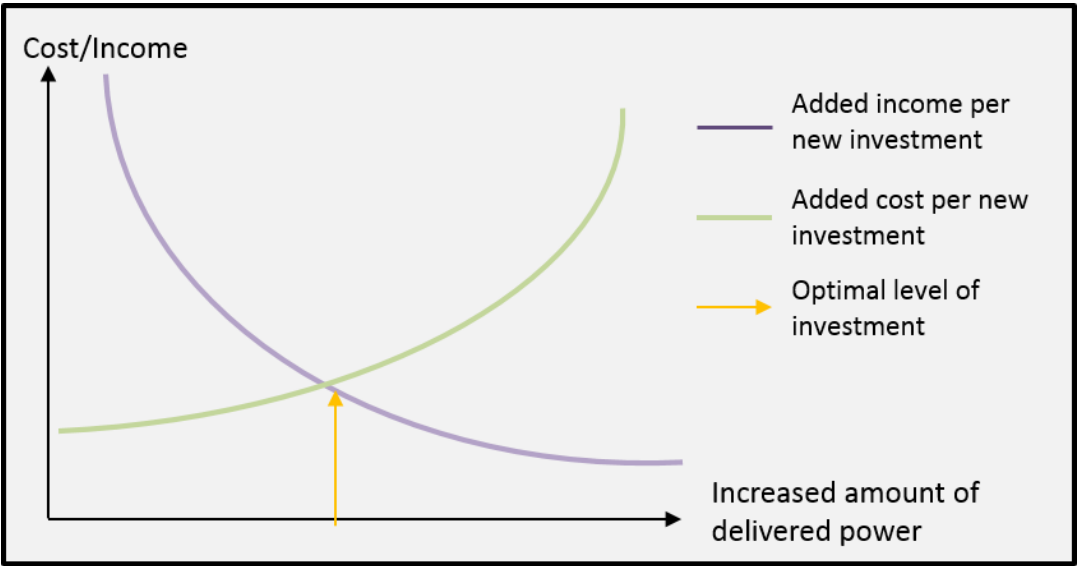 Cost/Income
Added income per
new investment
Added cost per new
investment
Optimal level of
investment
Increased amount of
delivered power